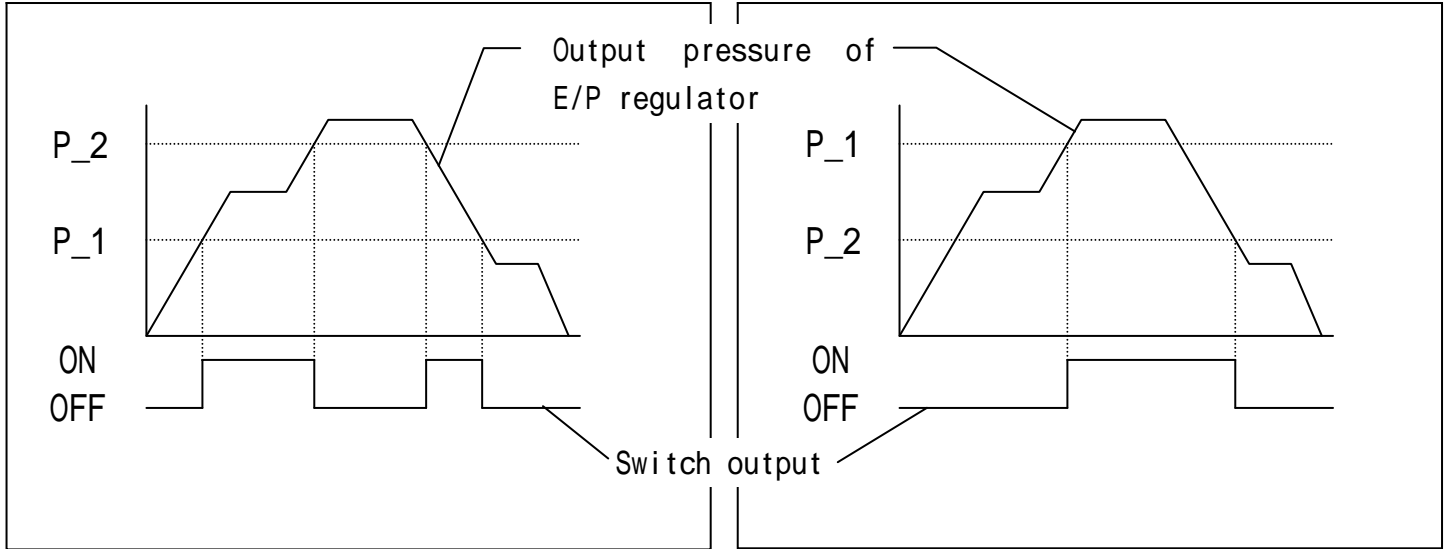 Output pressure of
E/P regulator
P_2
P_1
ON
OFF
P_1
P_2
ON
OFF
Switch output